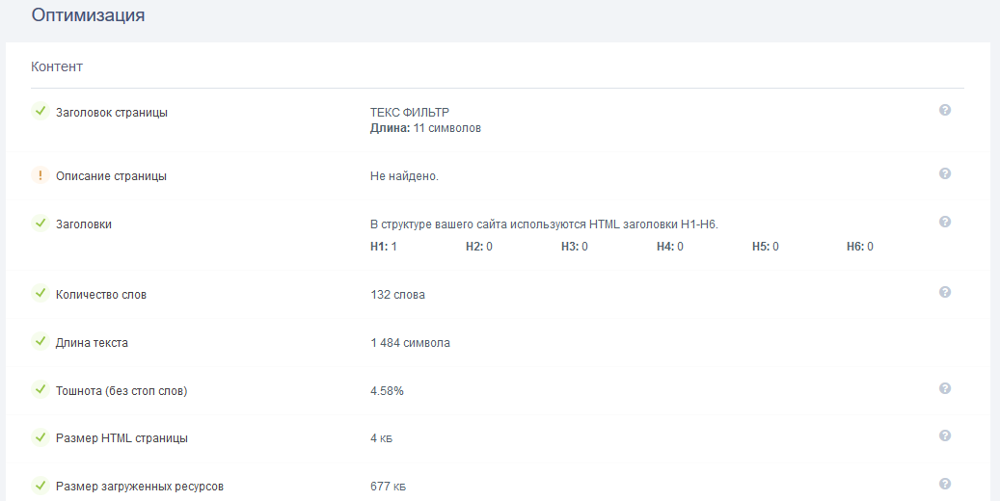 Оптимизация
Контент
Заголовок страницы
ТЕКС ФИЛЬТР
Длина: 11 символов
Описание страницы
Не найдено.
Заголовки
В структуре вашего сайта используются HTML заголовки H1-H6.
H1: 1 H2: 0 H3: 0 H4: 0 H5: 0 H6: 0
Количество слов
132 слова
Длина текста
1 484 символа
Тошнота (без стоп слов)
4.58%
Размер HTML страницы
4 КБ
Размер загруженных ресурсов
677 КБ